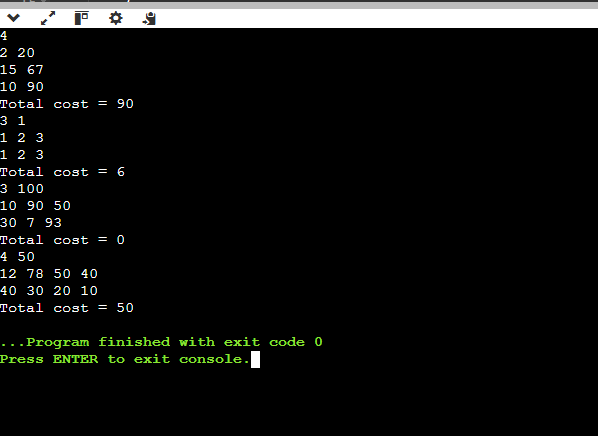 4
2 20
15 67
10 90
Total cost = 90
3 1
1 2 3
1 2 3
Total cost = 6
3 100
10 90 50
30 7 93
Total cost = 0
4 50
12 78 50 40
40 30 20 10
Total cost = 50
...Program finished with exit code 0
Press ENTER to exit console.